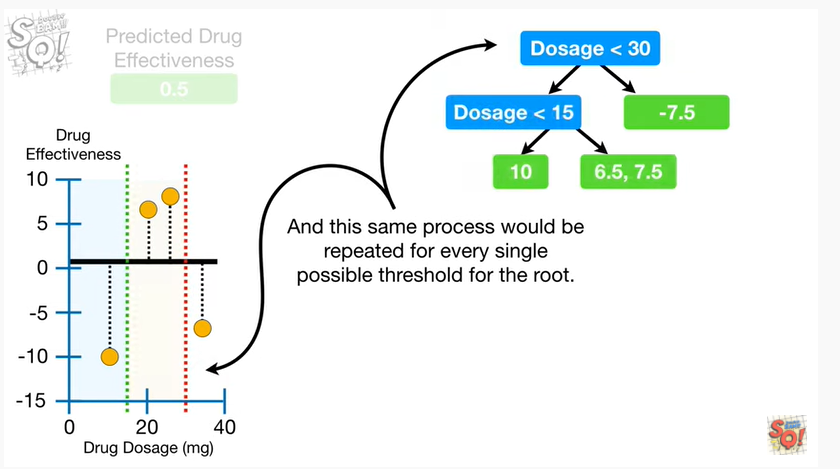 Predicted Drug
Effectiveness
0.5
Dosage < 30
Dosage < 15
-7.5
10
6.5, 7.5
And this same process would be
repeated for every single
possible threshold for the root.
Drug
Effectiveness
10
5
0
-5
-10
-15
0
20
40
Drug Dosage (mg)
SQ!